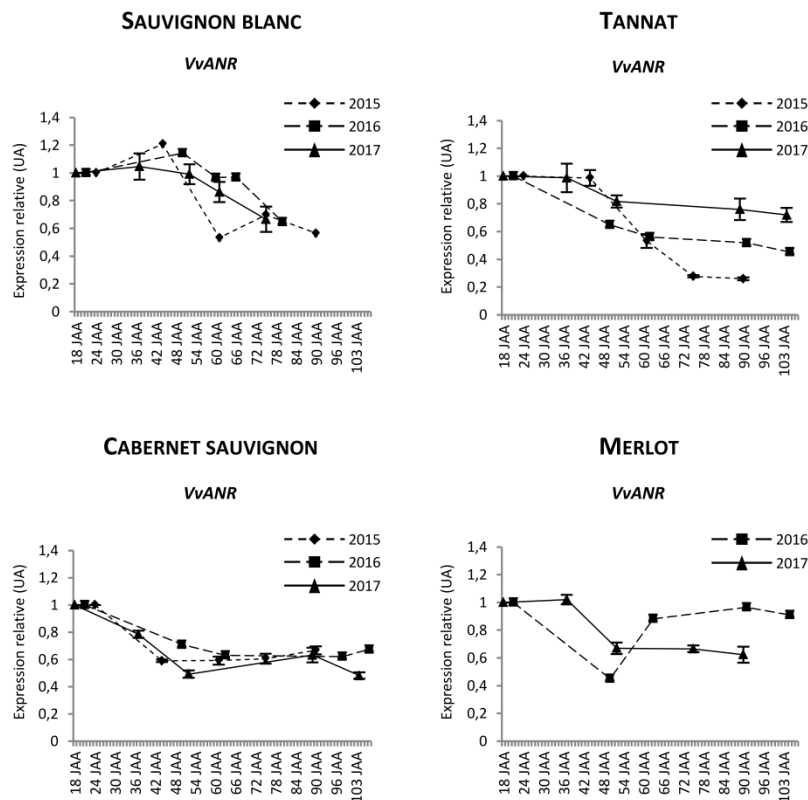 SAUVIGNON BLANC
VvANR
2015
2016
2017
Expression relative (UA)
1,4
1,2
1
0,8
0,6
0,4
0,2
0
18 JAA
24 JAA
30 JAA
36 JAA
42 JAA
48 JAA
54 JAA
60 JAA
66 JAA
72 JAA
78 JAA
84 JAA
90 JAA
96 JAA
103 JAA
TANNAT
VvANR
2015
2016
2017
Expression relative (UA)
1,4
1,2
1
0,8
0,6
0,4
0,2
0
18 JAA
24 JAA
30 JAA
36 JAA
42 JAA
48 JAA
54 JAA
60 JAA
66 JAA
72 JAA
78 JAA
84 JAA
90 JAA
96 JAA
103 JAA
CABERNET SAUVIGNON
VvANR
2015
2016
2017
Expression relative (UA)
1,4
1,2
1
0,8
0,6
0,4
0,2
0
18 JAA
24 JAA
30 JAA
36 JAA
42 JAA
48 JAA
54 JAA
60 JAA
66 JAA
72 JAA
78 JAA
84 JAA
90 JAA
96 JAA
103 JAA
MERLOT
VvANR
2016
2017
Expression relative (UA)
1,4
1,2
1
0,8
0,6
0,4
0,2
0
18 JAA
24 JAA
30 JAA
36 JAA
42 JAA
48 JAA
54 JAA
60 JAA
66 JAA
72 JAA
78 JAA
84 JAA
90 JAA
96 JAA
103 JAA